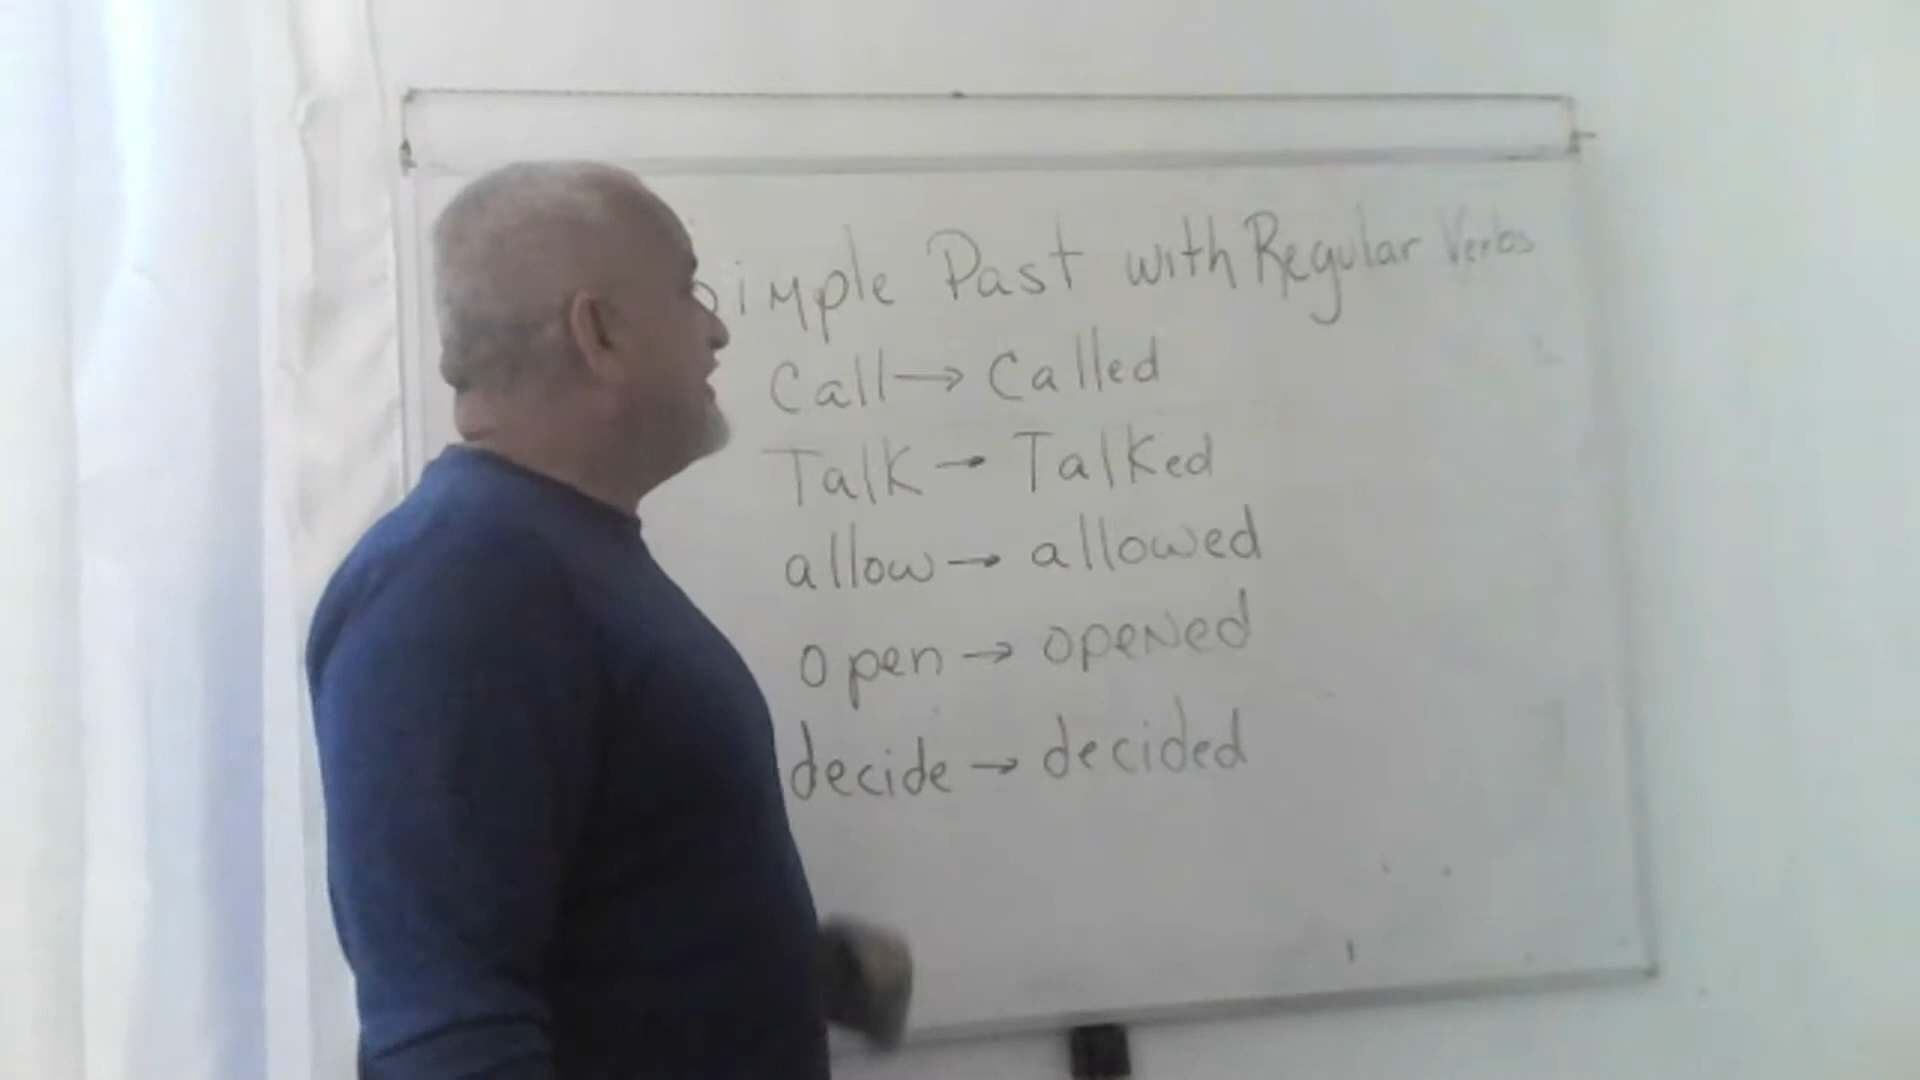 Simple Past with Regular Verbs
Call → Called
Talk → Talked
allow → allowed
open → opened
decide → decided